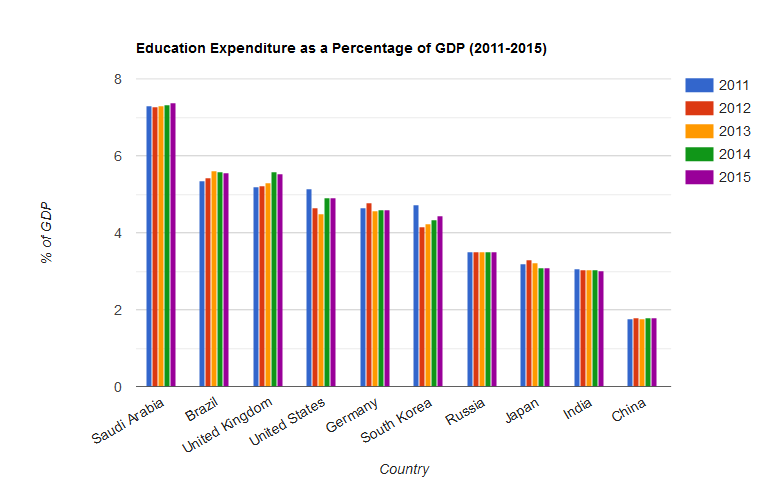 Education Expenditure as a Percentage of GDP (2011-2015)
8
6
4
2
0
% of GDP
2011
2012
2013
2014
2015
Saudi Arabia
Brazil
United Kingdom
United States
Germany
South Korea
Russia
Japan
India
China
Country